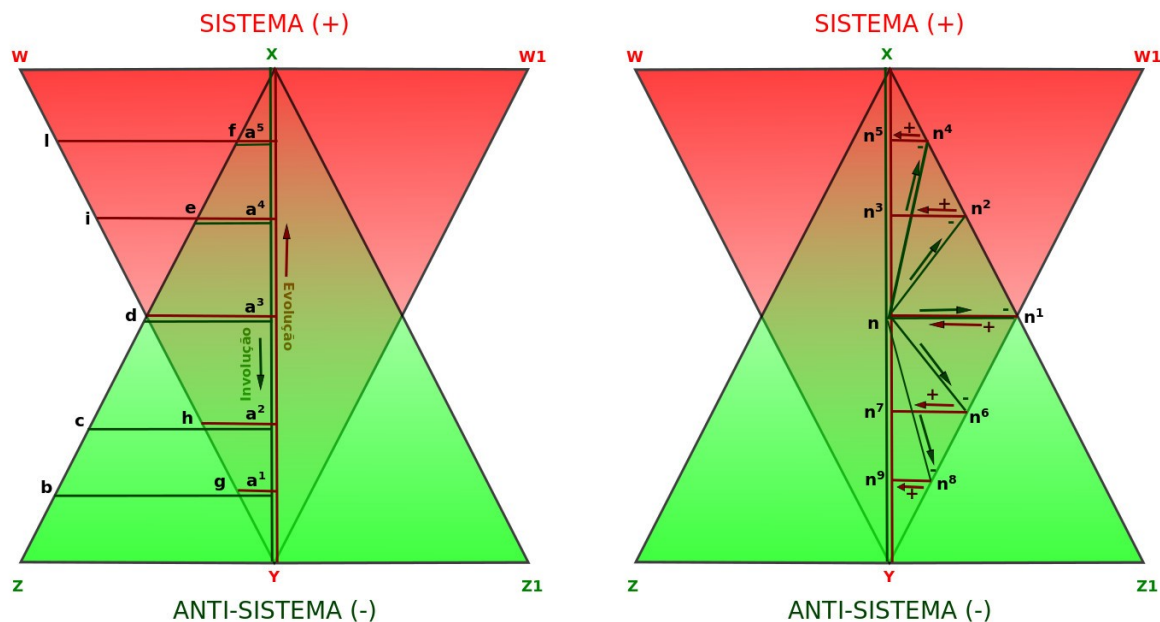 SISTEMA (+)
W X W1
l f a⁵
i e a⁴
Evolução
d a³
Involução
c h a²
b g a¹
Z Y Z1
ANTI-SISTEMA (-)
SISTEMA (+)
W X W1
n⁵ + - n⁴
n³ + - n²
n - + n¹
n⁷ + - n⁶
n⁹ + - n⁸
Z Y Z1
ANTI-SISTEMA (-)